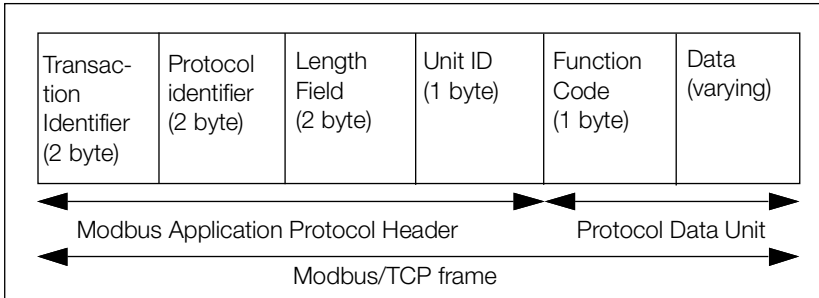 Transac-
tion
Identifier
(2 byte)
Protocol
identifier
(2 byte)
Length
Field
(2 byte)
Unit ID
(1 byte)
Function
Code
(1 byte)
Data
(varying)
Modbus Application Protocol Header
Protocol Data Unit
Modbus/TCP frame